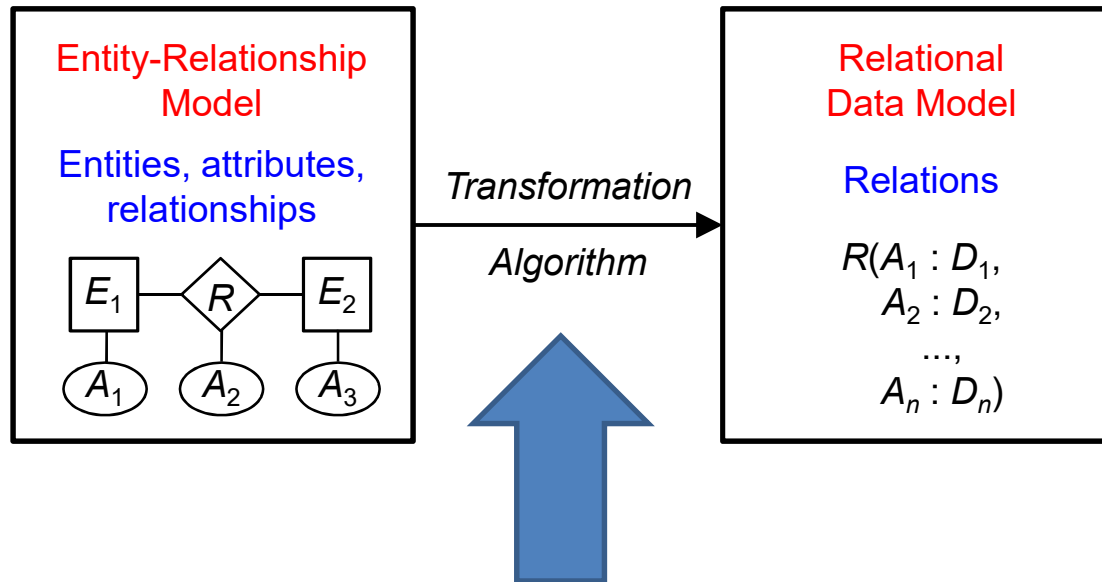 Entity-Relationship
Model
Entities, attributes,
relationships
E₁
R
E₂
A₁
A₂
A₃
Transformation
Algorithm
Relational
Data Model
Relations
R(A₁ : D₁,
A₂ : D₂,
...,
Aₙ : Dₙ)